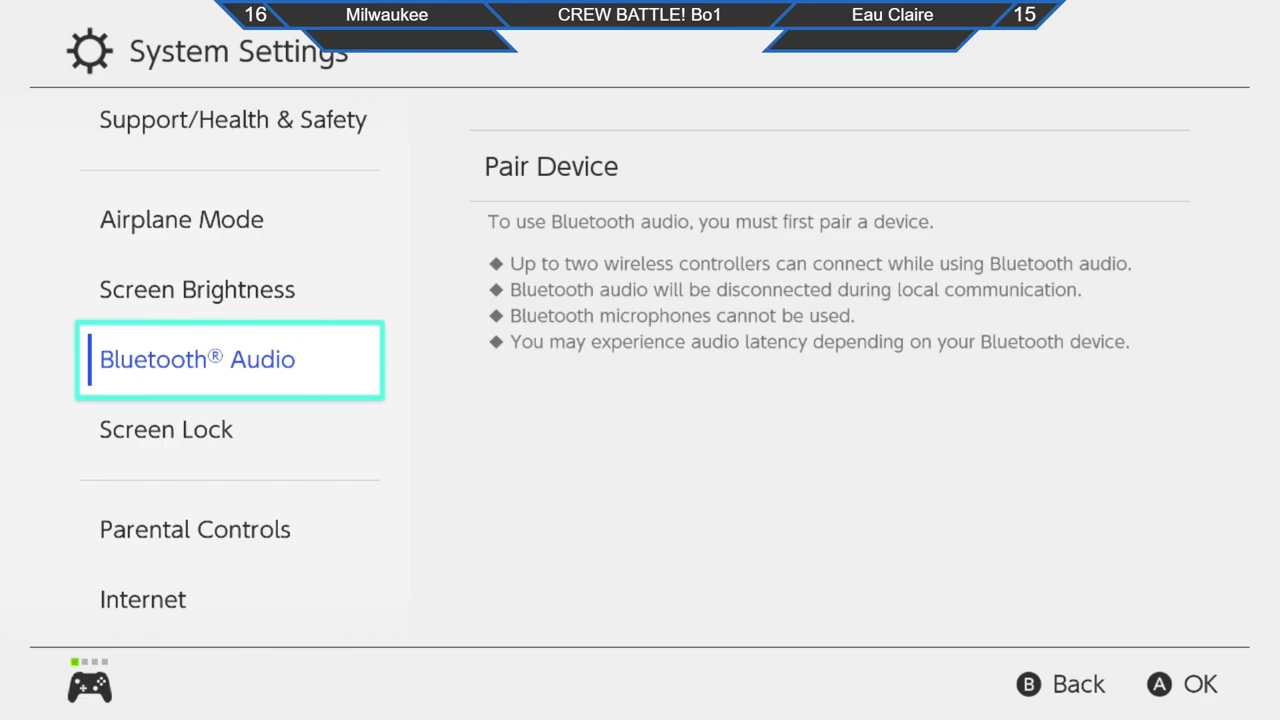 16 Milwaukee CREW BATTLE! Bo1 Eau Claire 15
System Settings
Support/Health & Safety
Airplane Mode
Screen Brightness
Bluetooth® Audio
Screen Lock
Parental Controls
Internet
Pair Device
To use Bluetooth audio, you must first pair a device.
◆ Up to two wireless controllers can connect while using Bluetooth audio.
◆ Bluetooth audio will be disconnected during local communication.
◆ Bluetooth microphones cannot be used.
◆ You may experience audio latency depending on your Bluetooth device.
B Back A OK